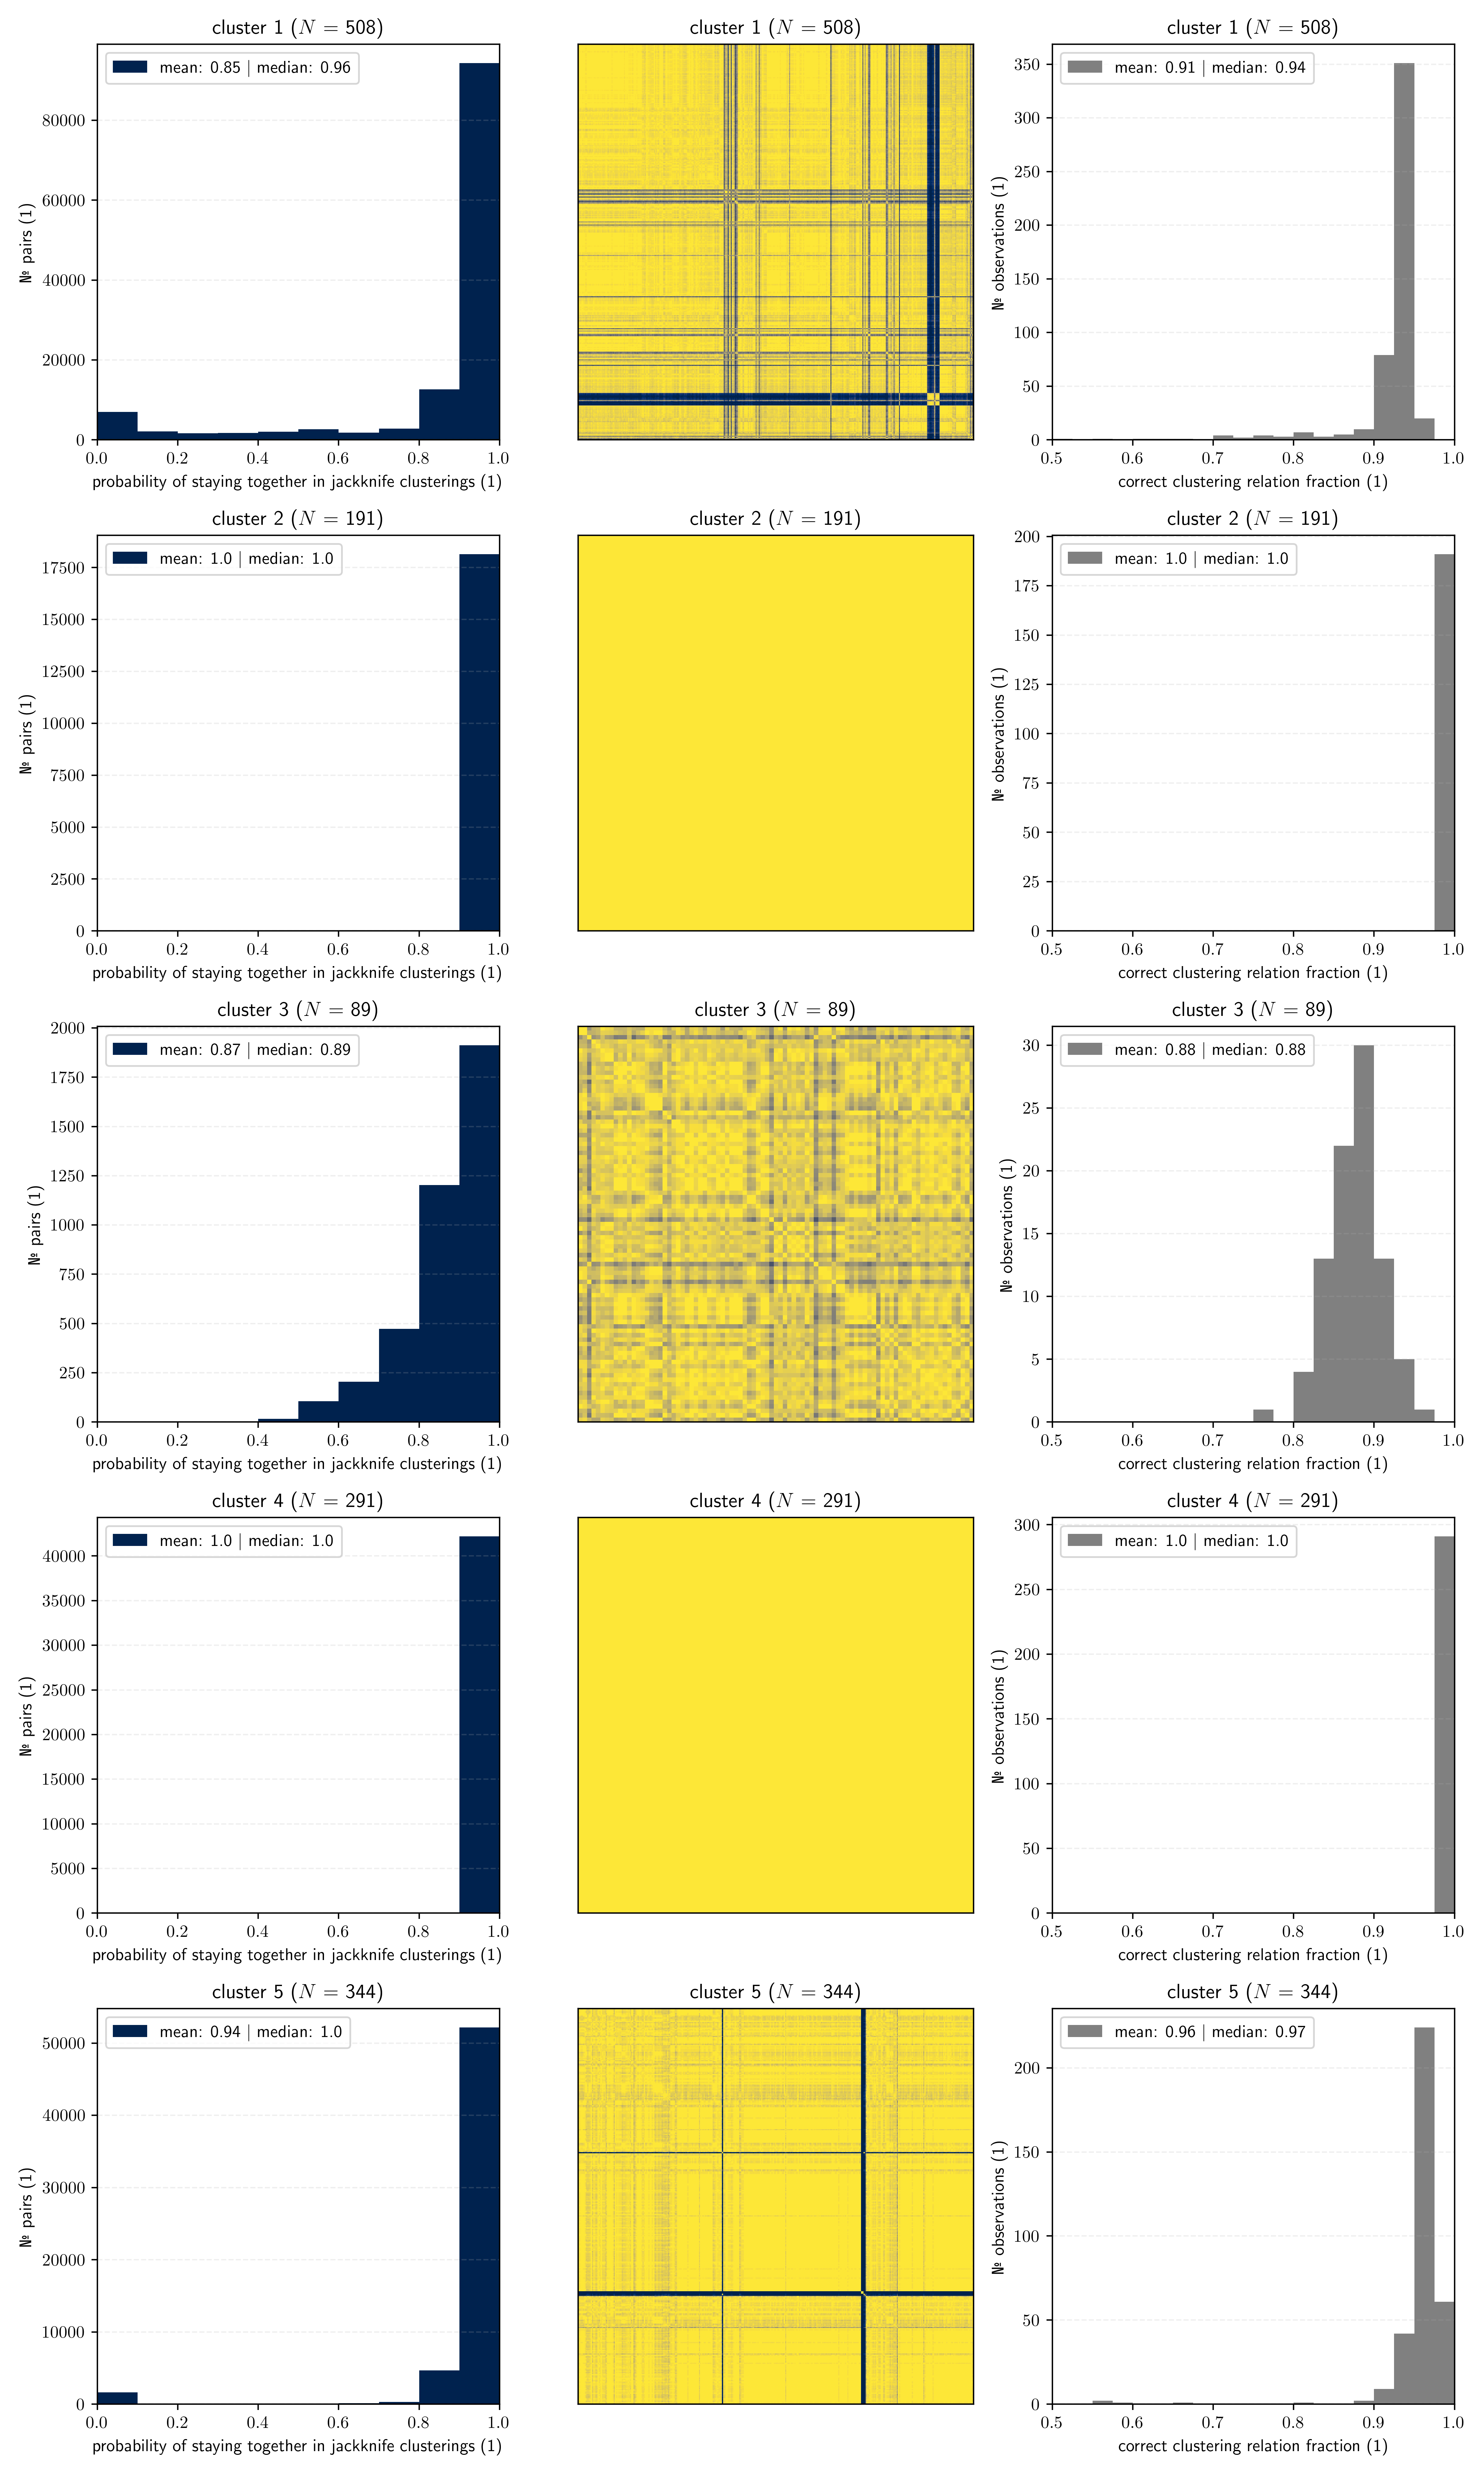 cluster 1 (N = 508)
cluster 1 (N = 508)
cluster 1 (N = 508)
mean: 0.85 | median: 0.96
mean: 0.91 | median: 0.94
№ pairs (1)
80000
60000
40000
20000
0
0.0 0.2 0.4 0.6 0.8 1.0
probability of staying together in jackknife clusterings (1)
№ observations (1)
350
300
250
200
150
100
50
0
0.5 0.6 0.7 0.8 0.9 1.0
correct clustering relation fraction (1)
cluster 2 (N = 191)
cluster 2 (N = 191)
cluster 2 (N = 191)
mean: 1.0 | median: 1.0
mean: 1.0 | median: 1.0
№ pairs (1)
17500
15000
12500
10000
7500
5000
2500
0
0.0 0.2 0.4 0.6 0.8 1.0
probability of staying together in jackknife clusterings (1)
№ observations (1)
200
175
150
125
100
75
50
25
0
0.5 0.6 0.7 0.8 0.9 1.0
correct clustering relation fraction (1)
cluster 3 (N = 89)
cluster 3 (N = 89)
cluster 3 (N = 89)
mean: 0.87 | median: 0.89
mean: 0.88 | median: 0.88
№ pairs (1)
2000
1750
1500
1250
1000
750
500
250
0
0.0 0.2 0.4 0.6 0.8 1.0
probability of staying together in jackknife clusterings (1)
№ observations (1)
30
25
20
15
10
5
0
0.5 0.6 0.7 0.8 0.9 1.0
correct clustering relation fraction (1)
cluster 4 (N = 291)
cluster 4 (N = 291)
cluster 4 (N = 291)
mean: 1.0 | median: 1.0
mean: 1.0 | median: 1.0
№ pairs (1)
40000
35000
30000
25000
20000
15000
10000
5000
0
0.0 0.2 0.4 0.6 0.8 1.0
probability of staying together in jackknife clusterings (1)
№ observations (1)
300
250
200
150
100
50
0
0.5 0.6 0.7 0.8 0.9 1.0
correct clustering relation fraction (1)
cluster 5 (N = 344)
cluster 5 (N = 344)
cluster 5 (N = 344)
mean: 0.94 | median: 1.0
mean: 0.96 | median: 0.97
№ pairs (1)
50000
40000
30000
20000
10000
0
0.0 0.2 0.4 0.6 0.8 1.0
probability of staying together in jackknife clusterings (1)
№ observations (1)
200
150
100
50
0
0.5 0.6 0.7 0.8 0.9 1.0
correct clustering relation fraction (1)